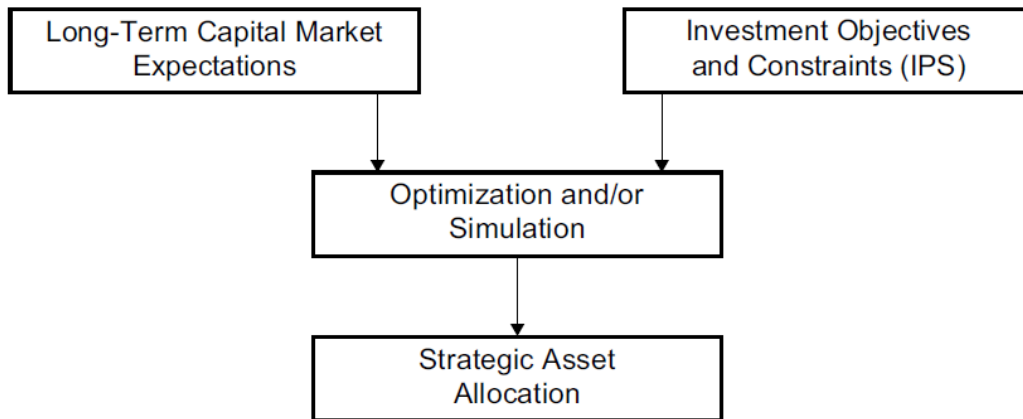 Long-Term Capital Market
Expectations
Investment Objectives
and Constraints (IPS)
Optimization and/or
Simulation
Strategic Asset
Allocation